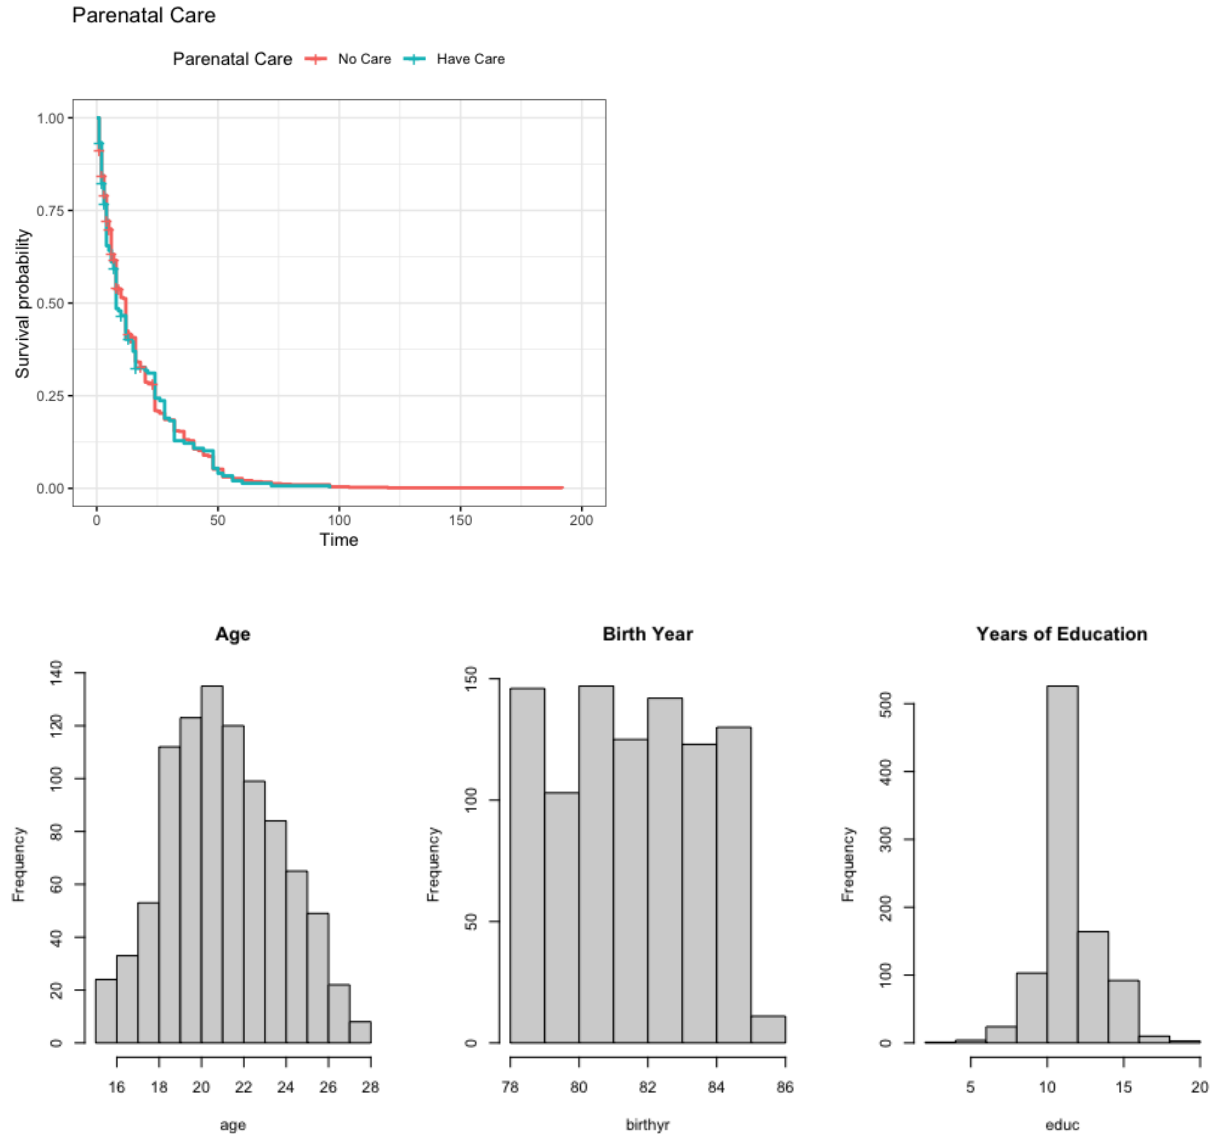 Parenatal Care
Parenatal Care No Care Have Care
1.00
0.75
0.50
0.25
0.00
Survival probability
0 50 100 150 200
Time
Age
140
120
100
80
60
40
20
0
Frequency
16 18 20 22 24 26 28
age
Birth Year
150
100
50
0
Frequency
78 80 82 84 86
birthyr
Years of Education
500
400
300
200
100
0
Frequency
5 10 15 20
educ